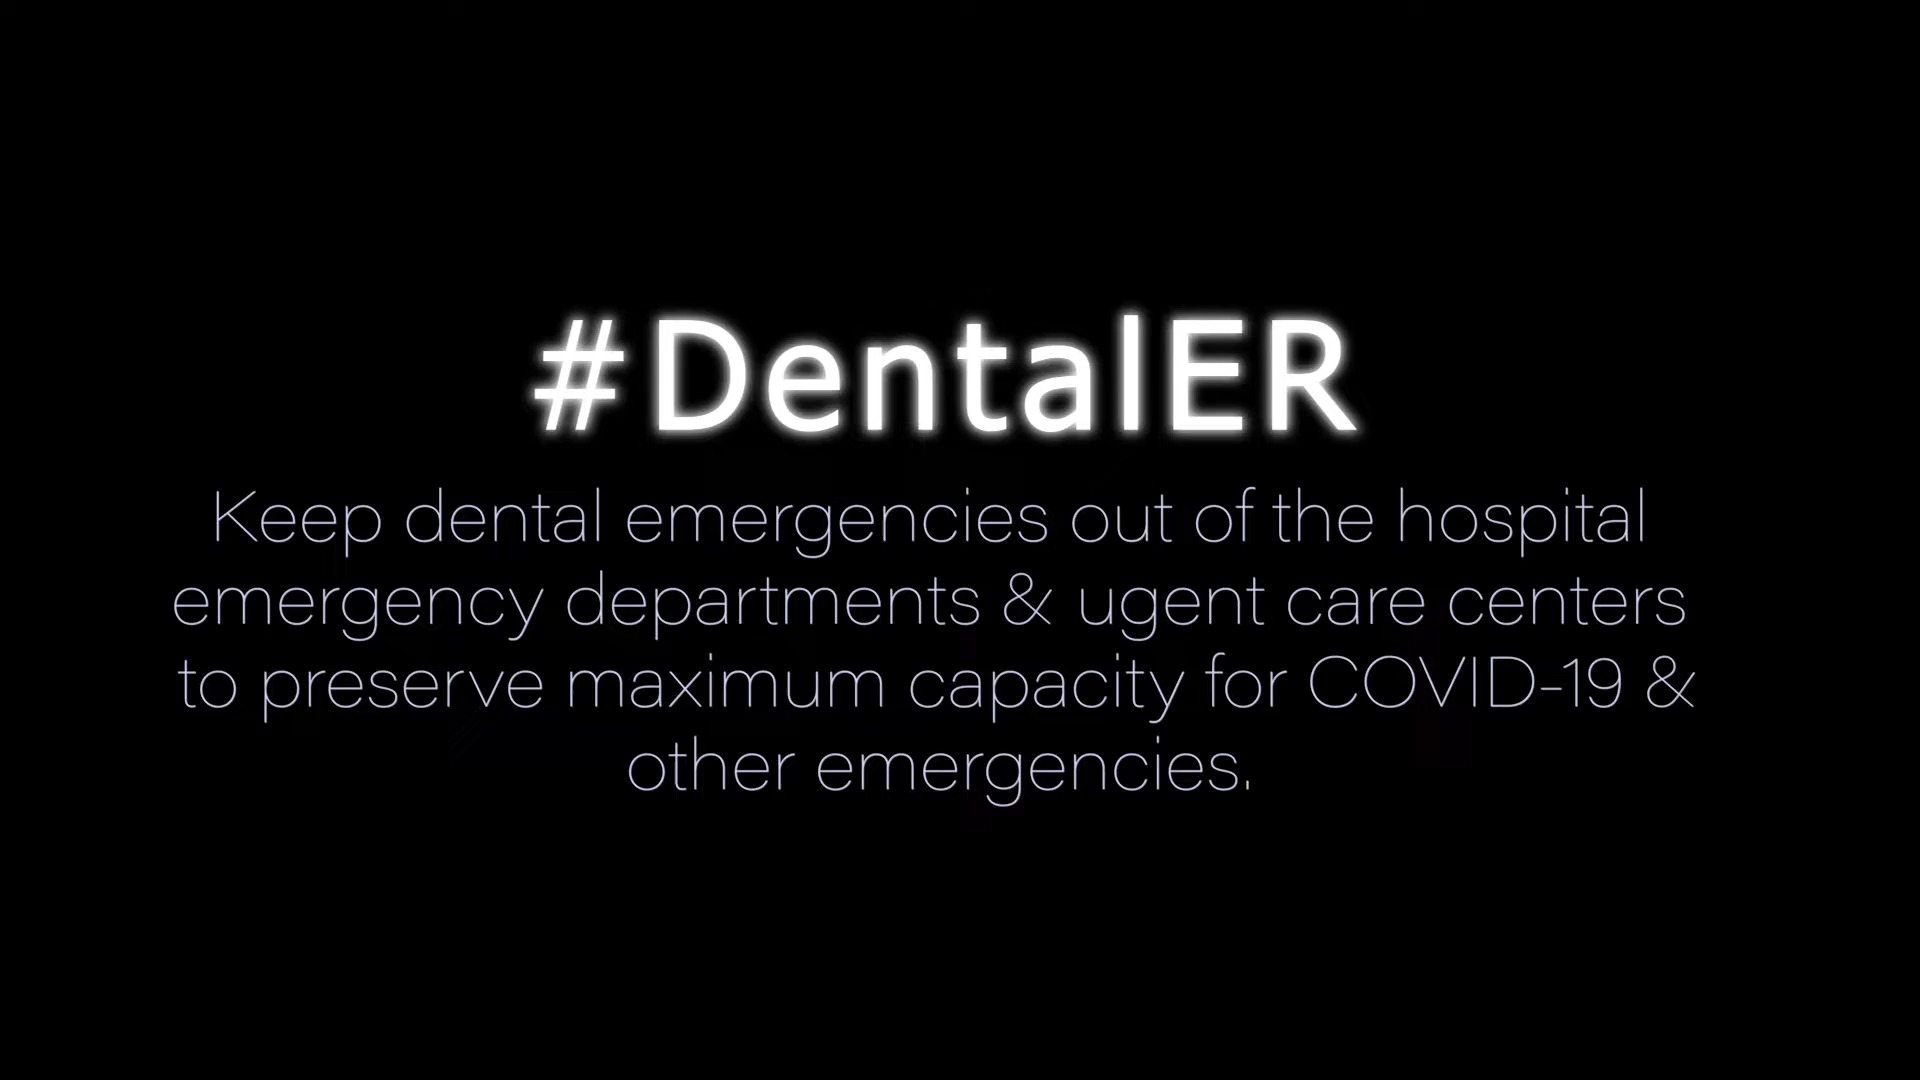 #DentalER
Keep dental emergencies out of the hospital
emergency departments & ugent care centers
to preserve maximum capacity for COVID-19 &
other emergencies.